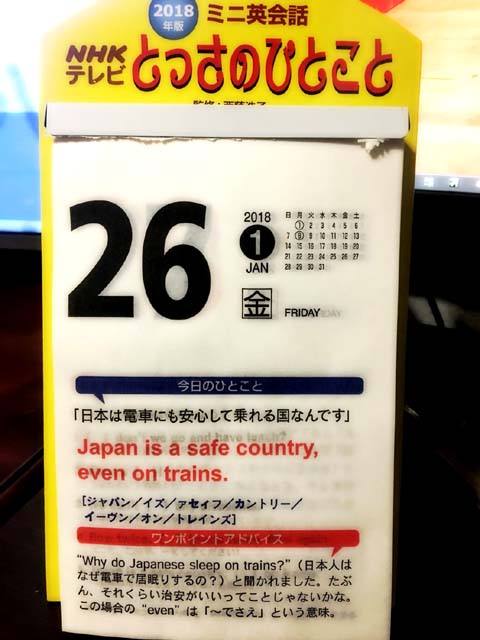 2018
年版
ミニ英会話
NHK
テレビ
とっさのひとこと
26
2018
1
JAN
日 月 火 水 木 金 土
1 2 3 4 5 6
7 8 9 10 11 12 13
14 15 16 17 18 19 20
21 22 23 24 25 26 27
28 29 30 31
金
FRIDAY
今日のひとこと
「日本は電車にも安心して乗れる国なんです」
Japan is a safe country,
even on trains.
[ジャパン／イズ／ァセィフ／カントリー／
イーヴン／オン／トレインズ]
ワンポイントアドバイス
“Why do Japanese sleep on trains?”（日本人は
なぜ電車で居眠りするの？）と聞かれました。たぶ
ん、それくらい治安がいいってことじゃないかな。
この場合の “even” は「〜でさえ」という意味。